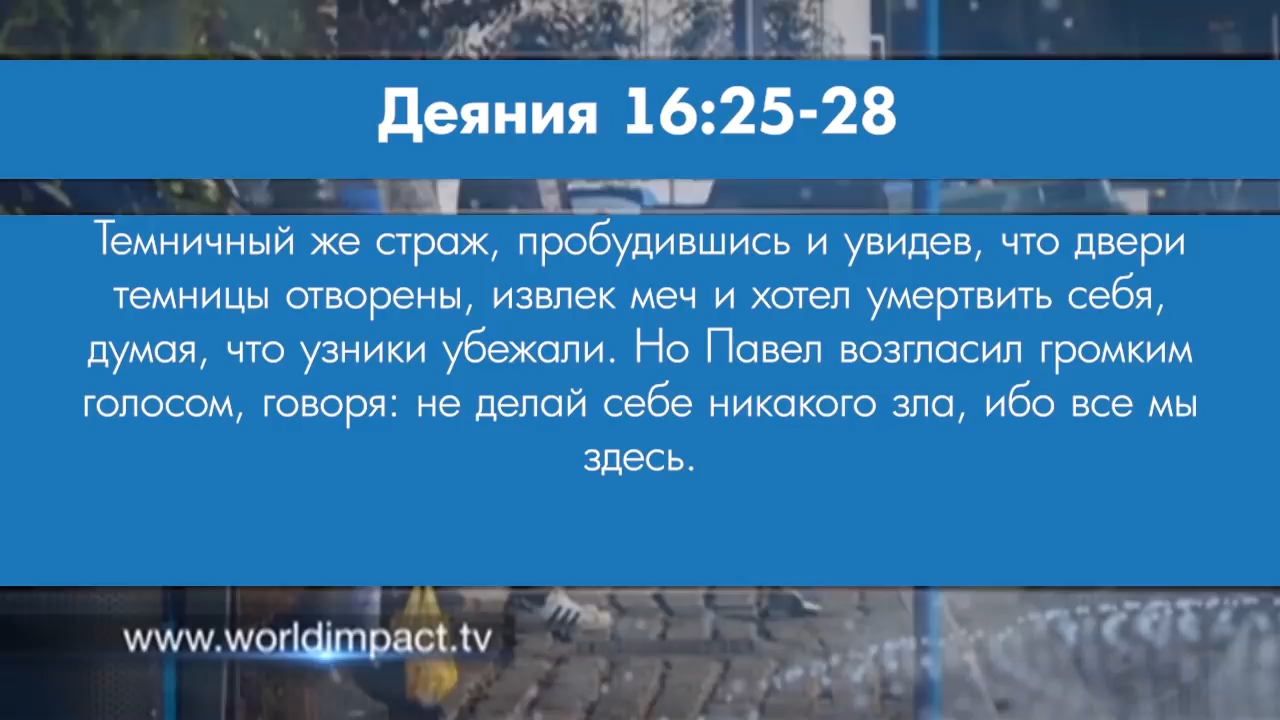 Деяния 16:25-28
Темничный же страж, пробудившись и увидев, что двери
темницы отворены, извлек меч и хотел умертвить себя,
думая, что узники убежали. Но Павел возгласил громким
голосом, говоря: не делай себе никакого зла, ибо все мы
здесь.
www.worldimpact.tv